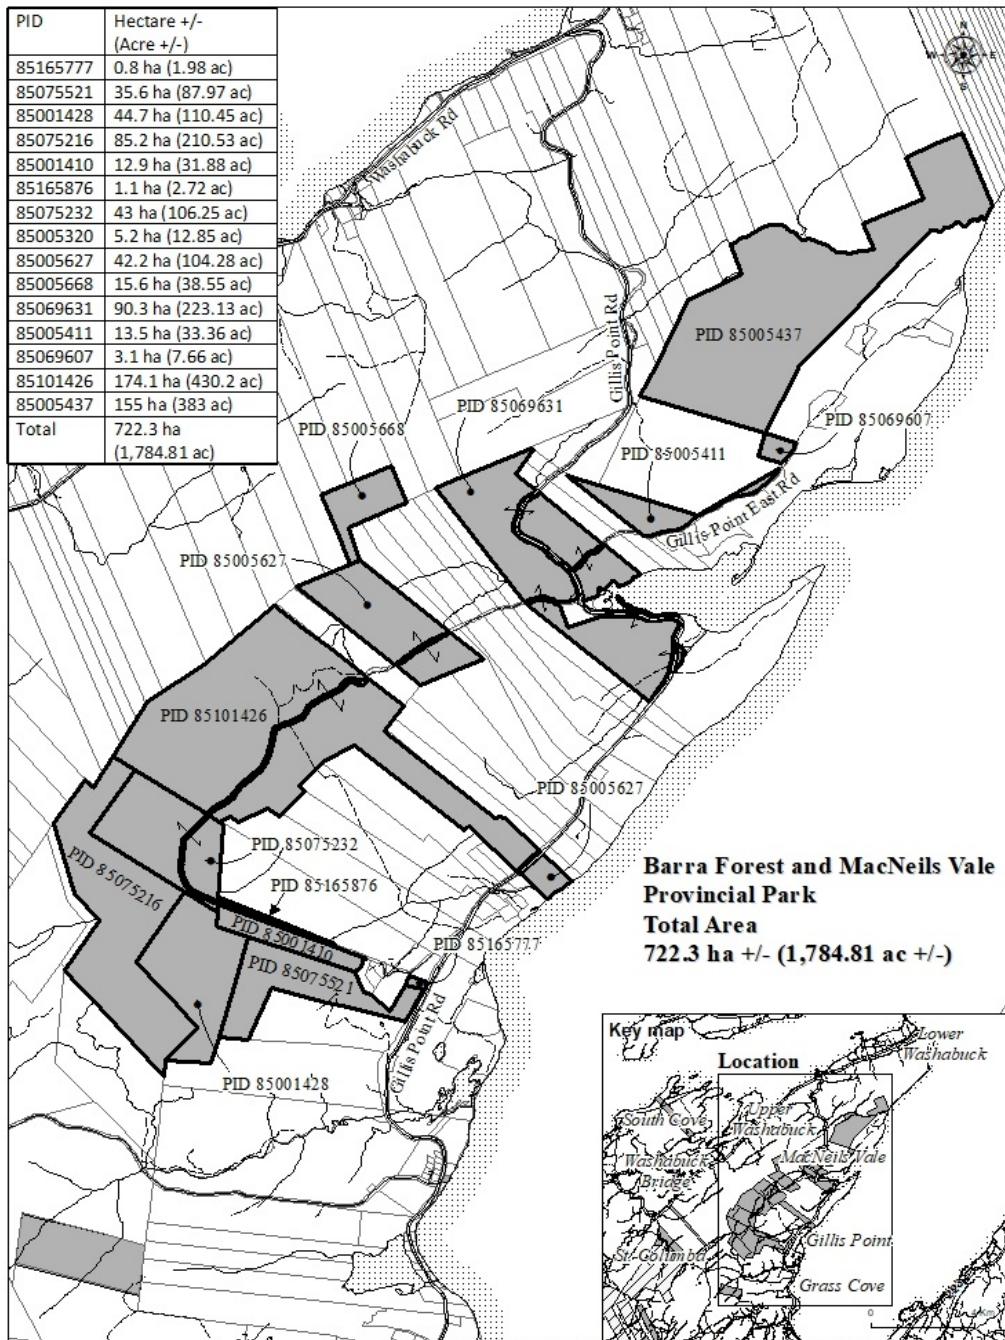 PID Hectare +/-
(Acre +/-)
85165777 0.8 ha (1.98 ac)
85075521 35.6 ha (87.97 ac)
85001428 44.7 ha (110.45 ac)
85075216 85.2 ha (210.53 ac)
85001410 12.9 ha (31.88 ac)
85165876 1.1 ha (2.72 ac)
85075232 43 ha (106.25 ac)
85005320 5.2 ha (12.85 ac)
85005627 42.2 ha (104.28 ac)
85005668 15.6 ha (38.55 ac)
85069631 90.3 ha (223.13 ac)
85005411 13.5 ha (33.36 ac)
85069607 3.1 ha (7.66 ac)
85101426 174.1 ha (430.2 ac)
85005437 155 ha (383 ac)
Total 722.3 ha
(1,784.81 ac)
N
W E
S
Washabuck Rd
Gillis Point Rd
PID 85005437
PID 85069631
PID 85005668
PID 85069607
PID 85005411
Gillis Point East Rd
PID 85005627
PID 85101426
PID 85005627
PID 85075232
PID 85075216
PID 85165876
PID 85001410
PID 85165777
PID 85075521
Gillis Point Rd
PID 85001428
Barra Forest and MacNeils Vale
Provincial Park
Total Area
722.3 ha +/- (1,784.81 ac +/-)
Key map
Location
Lower
Washabuck
South Cove
Upper
Washabuck
MacNeils Vale
Washabuck
Bridge
Gillis Point
St. Columba
Grass Cove
0